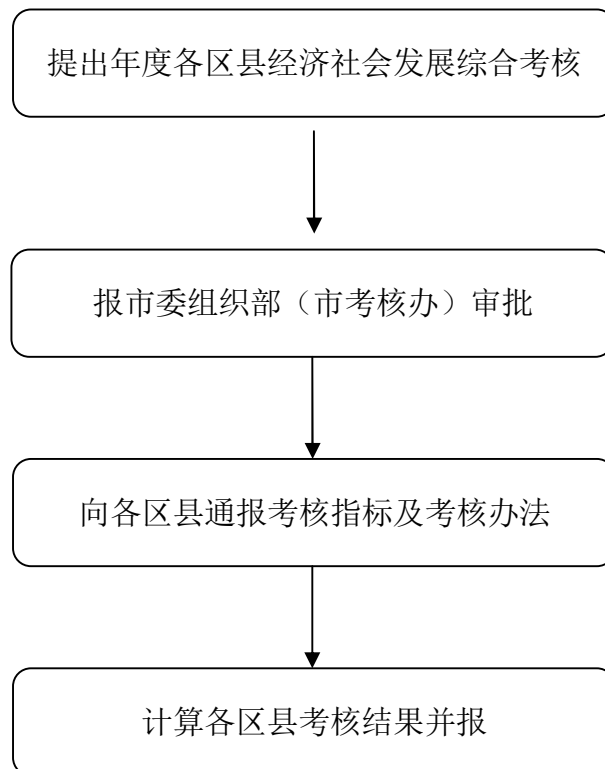 提出年度各区县经济社会发展综合考核
报市委组织部（市考核办）审批
向各区县通报考核指标及考核办法
计算各区县考核结果并报